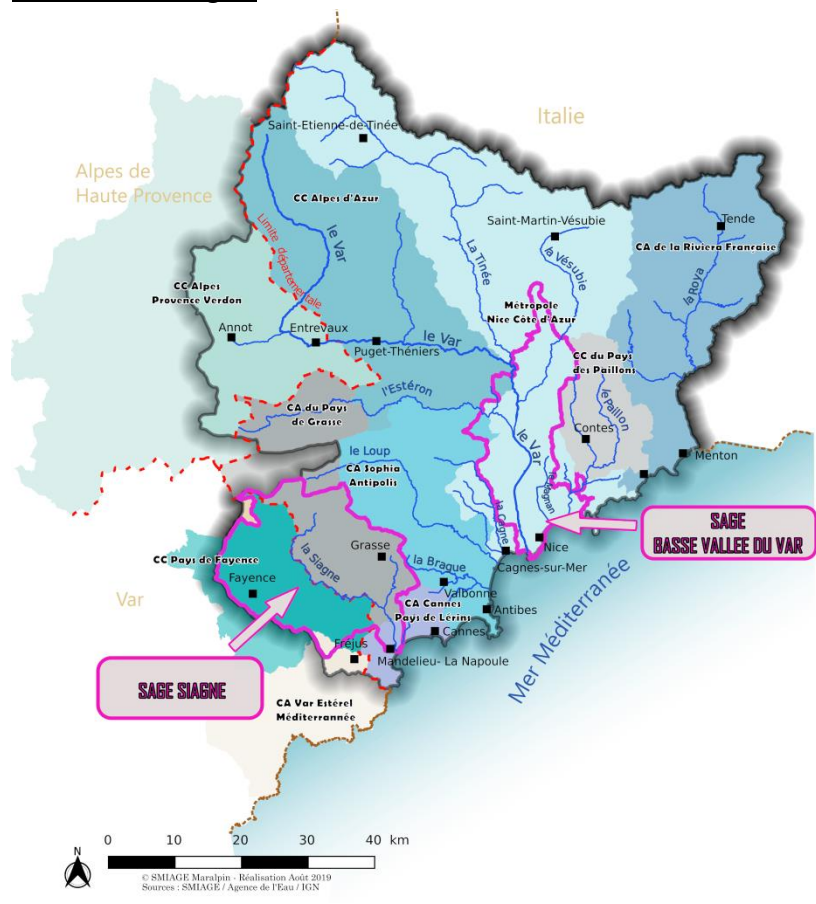 Italie
Saint-Etienne-de-Tinée
Alpes de
Haute Provence
CC Alpes d'Azur
le Var
Limite départementale
La Tinée
Saint-Martin-Vésubie
la Vésubie
Tende
CA de la Riviera Française
la Roya
CC Alpes
Provence Verdon
Métropole
Nice Côte d'Azur
Annot
Entrevaux
le Var
Puget-Théniers
CC du Pays
des Paillons
l'Estéron
le Paillon
CA du Pays
de Grasse
Contes
le Var
le Loup
CA Sophia
Antipolis
Menton
la Cagne
SAGE
BASSE VALLEE DU VAR
Nice
Grasse
la Siagne
la Brague
Cagnes-sur-Mer
CC Pays de Fayence
Fayence
Valbonne
Antibes
CA Cannes
Pays de Lérins
Var
Cannes
Mer Méditerranée
Fréjus
Mandelieu- La Napoule
SAGE SIAGNE
CA Var Estérel
Méditerrannée
N
0 10 20 30 40 km
© SMIAGE Maralpin - Réalisation Août 2019
Sources : SMIAGE / Agence de l'Eau / IGN